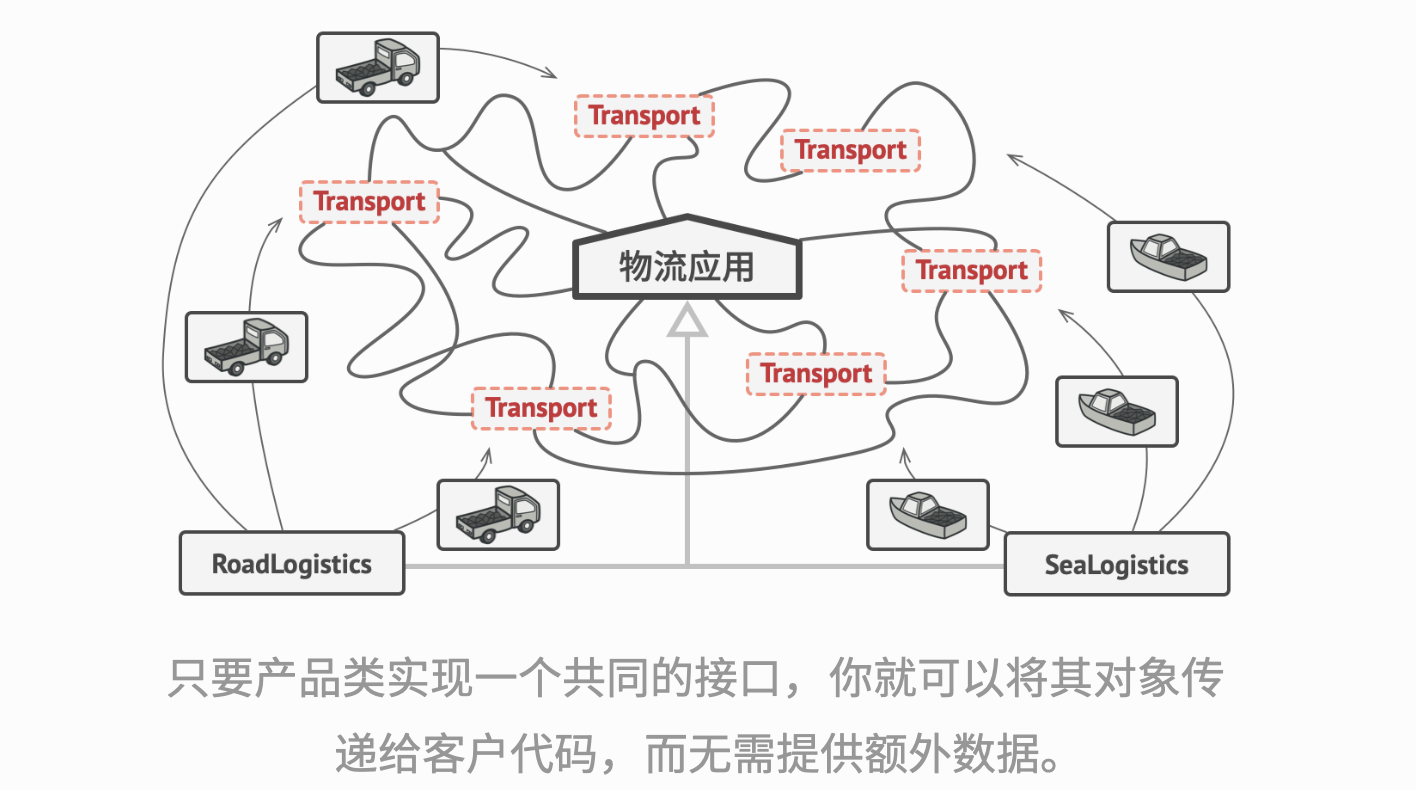 Transport
Transport
Transport
物流应用
Transport
Transport
Transport
RoadLogistics
SeaLogistics
只要产品类实现一个共同的接口，你就可以将其对象传
递给客户代码，而无需提供额外数据。